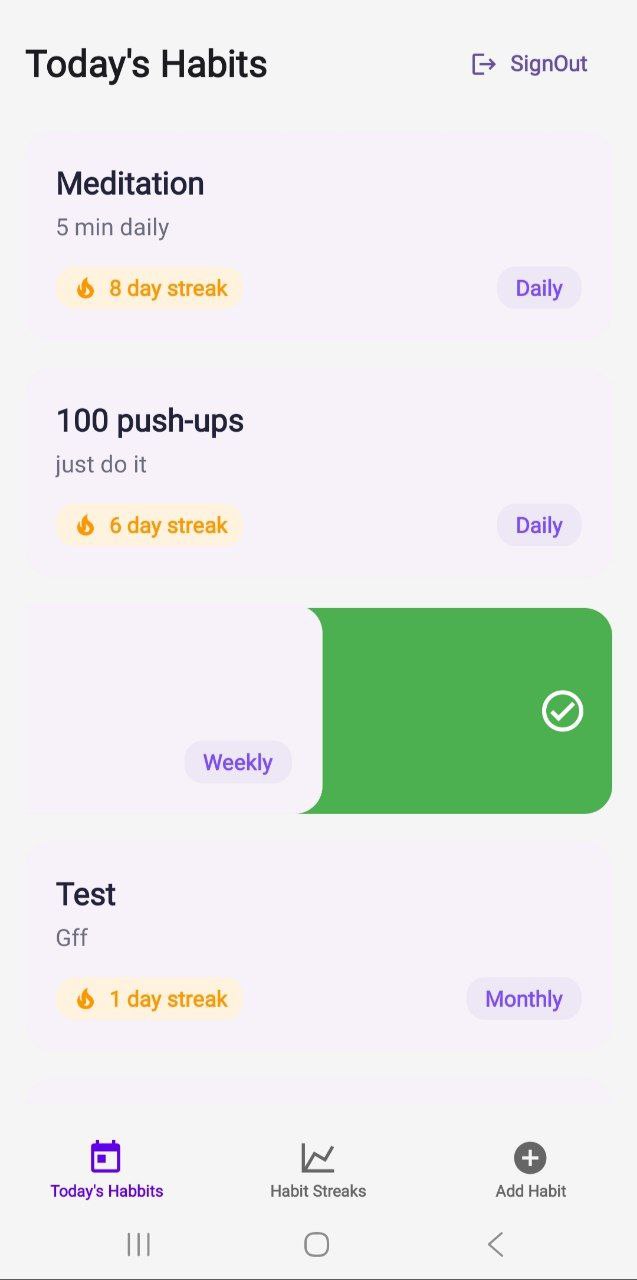 Today's Habits
SignOut
Meditation
5 min daily
8 day streak
Daily
100 push-ups
just do it
6 day streak
Daily
Weekly
Test
Gff
1 day streak
Monthly
Today's Habbits
Habit Streaks
Add Habit